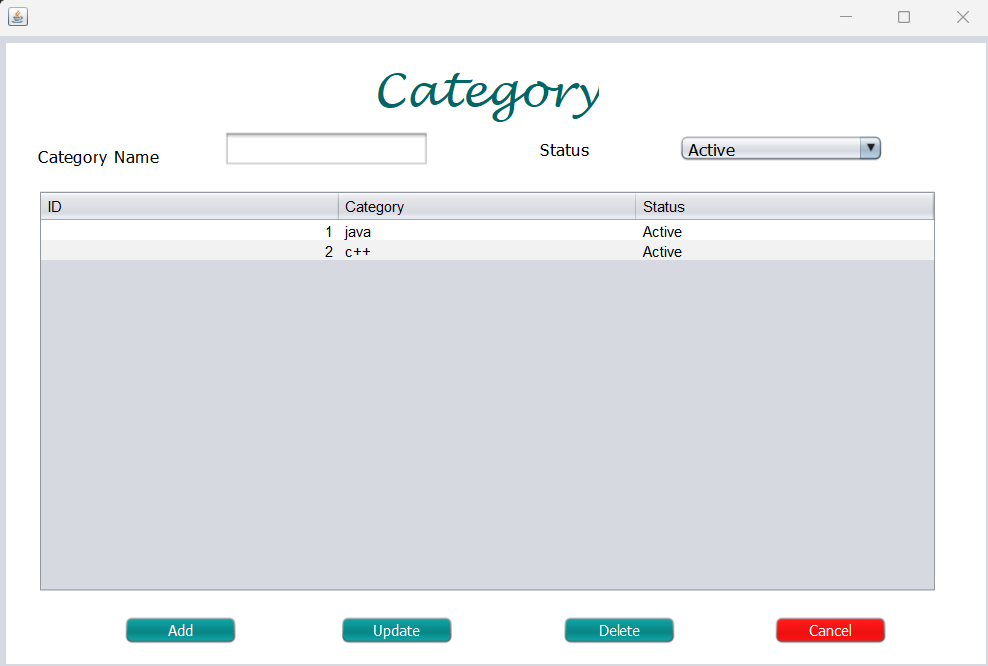 Category
Category Name
Status Active
ID Category Status
1 java Active
2 c++ Active
Add Update Delete Cancel